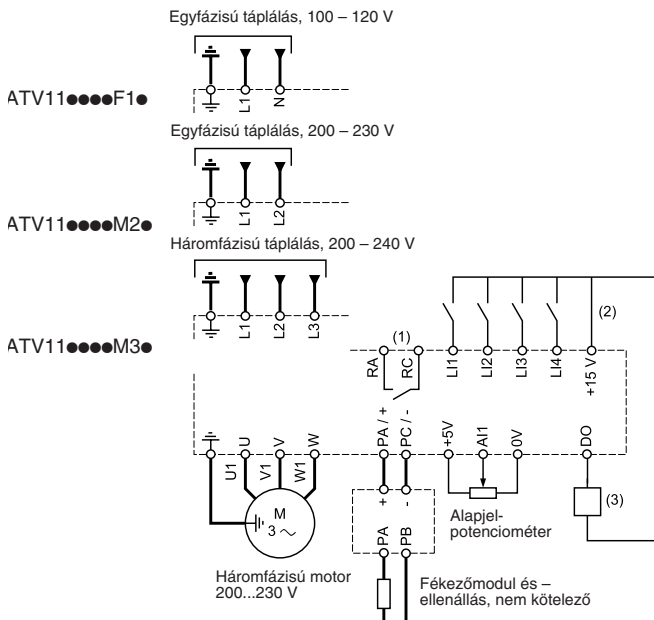 Egyfázisú táplálás, 100 – 120 V
ATV11●●●●F1●
L1 N
Egyfázisú táplálás, 200 – 230 V
ATV11●●●●M2●
L1 L2
Háromfázisú táplálás, 200 – 240 V
ATV11●●●●M3●
L1 L2 L3
(1)
(2)
RA RC LI1 LI2 LI3 LI4 +15 V
U V W PA / + PC / - +5V AI1 0V DO
U1 V1 W1
+ -
(3)
M
3 ~
PA PB
Alapjel-
potenciométer
Háromfázisú motor
200...230 V
Fékezőmodul és –
ellenállás, nem kötelező